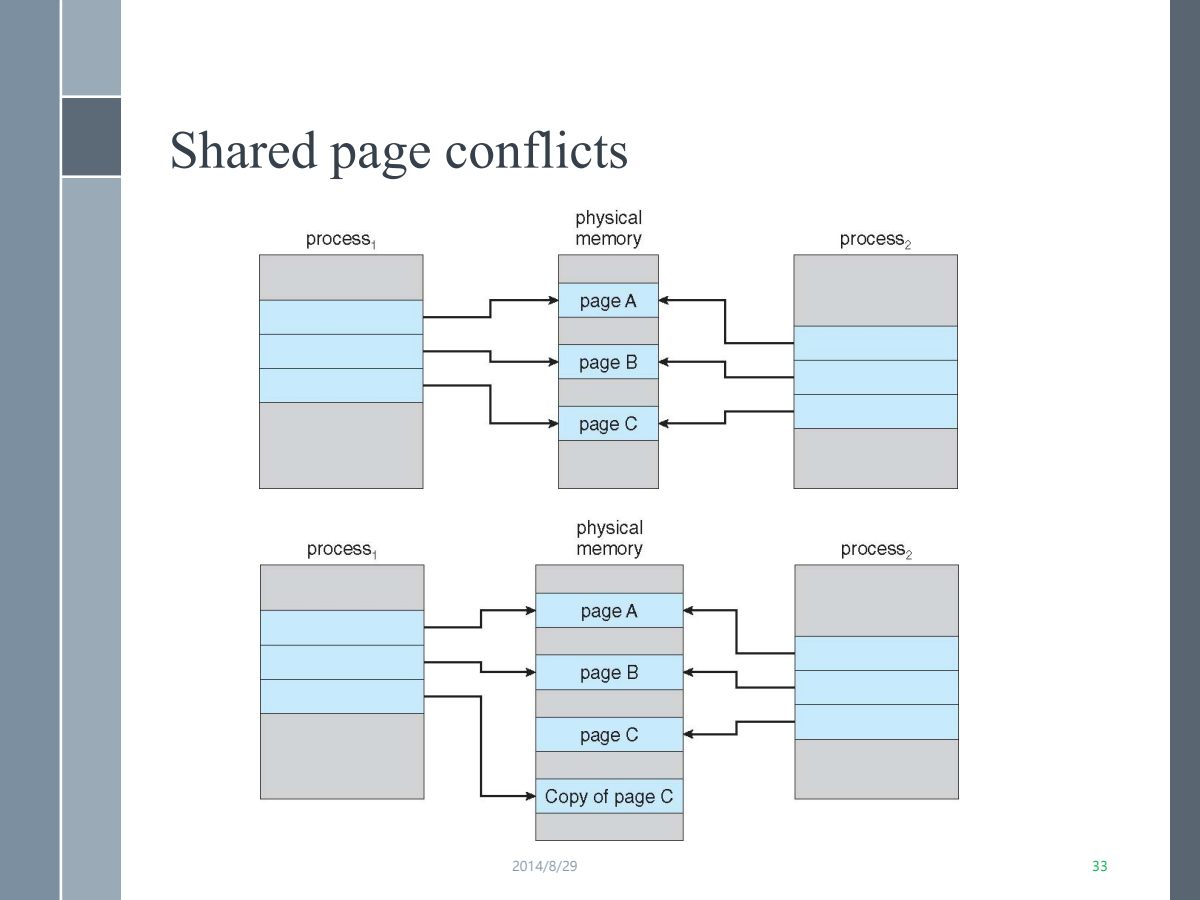 Shared page conflicts
physical
memory
process₁
process₂
page A
page B
page C
physical
memory
process₁
process₂
page A
page B
page C
Copy of page C
2014/8/29
33